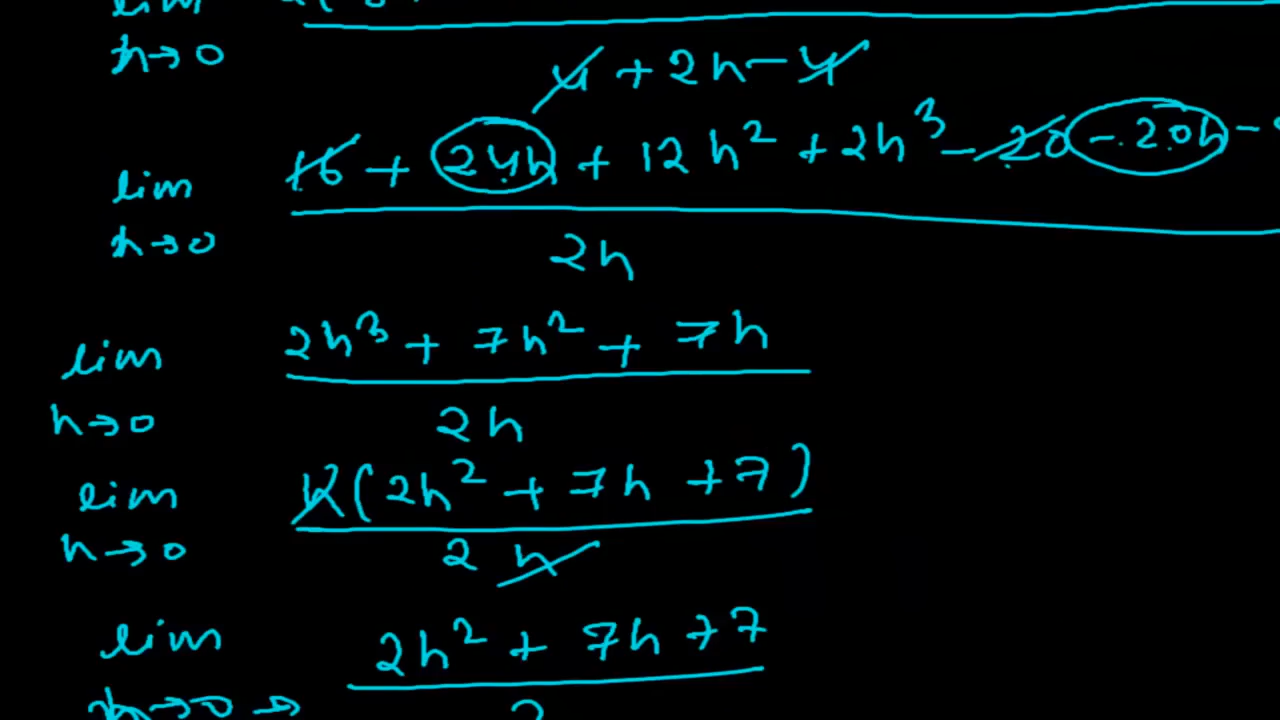 lim
h→0
4 + 2h - 4
lim 16 + 24h + 12h² + 2h³ - 20 - 20h -
h→0 2h
lim 2h³ + 7h² + 7h
h→0 2h
lim h(2h² + 7h + 7)
h→0 2h
lim 2h² + 7h + 7
h→0 →